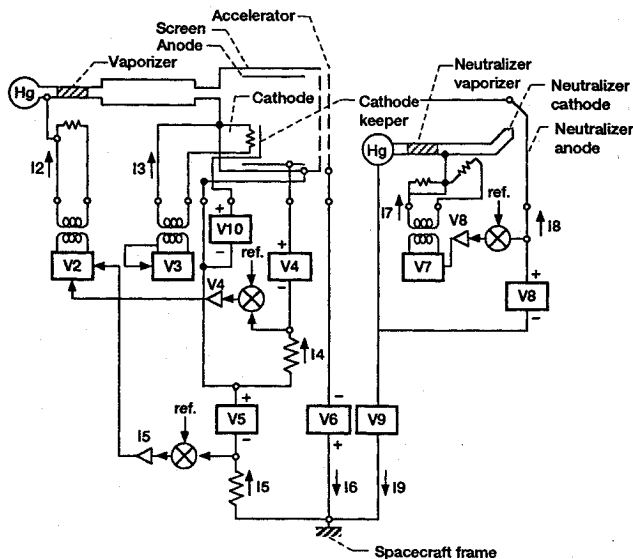 Accelerator
Screen
Anode
Vaporizer
Hg
Cathode
Cathode
keeper
Neutralizer
vaporizer
Neutralizer
cathode
Neutralizer
anode
Hg
I2
I3
I7
V8
ref.
I8
+
V10
-
ref.
+
V4
-
V2
V3
V4
V7
+
V8
-
I4
+
V5
-
-
V6
+
V9
ref.
I5
I5
I6
I9
Spacecraft frame